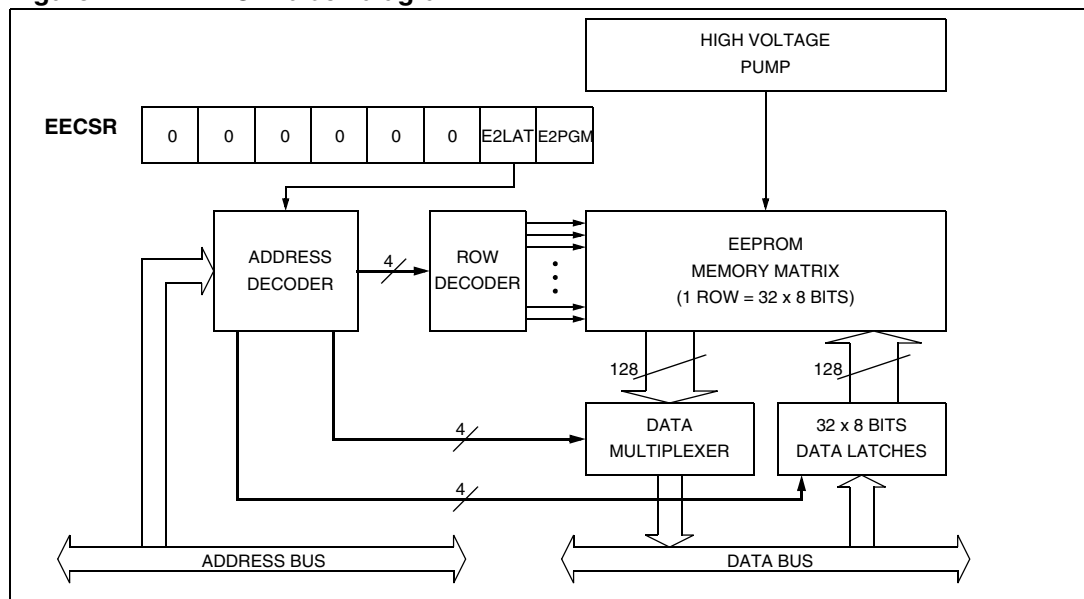 HIGH VOLTAGE
PUMP
EECSR
0 0 0 0 0 0 E2LAT E2PGM
ADDRESS
DECODER
4
ROW
DECODER
EEPROM
MEMORY MATRIX
(1 ROW = 32 x 8 BITS)
128
128
4
DATA
MULTIPLEXER
32 x 8 BITS
DATA LATCHES
4
ADDRESS BUS
DATA BUS